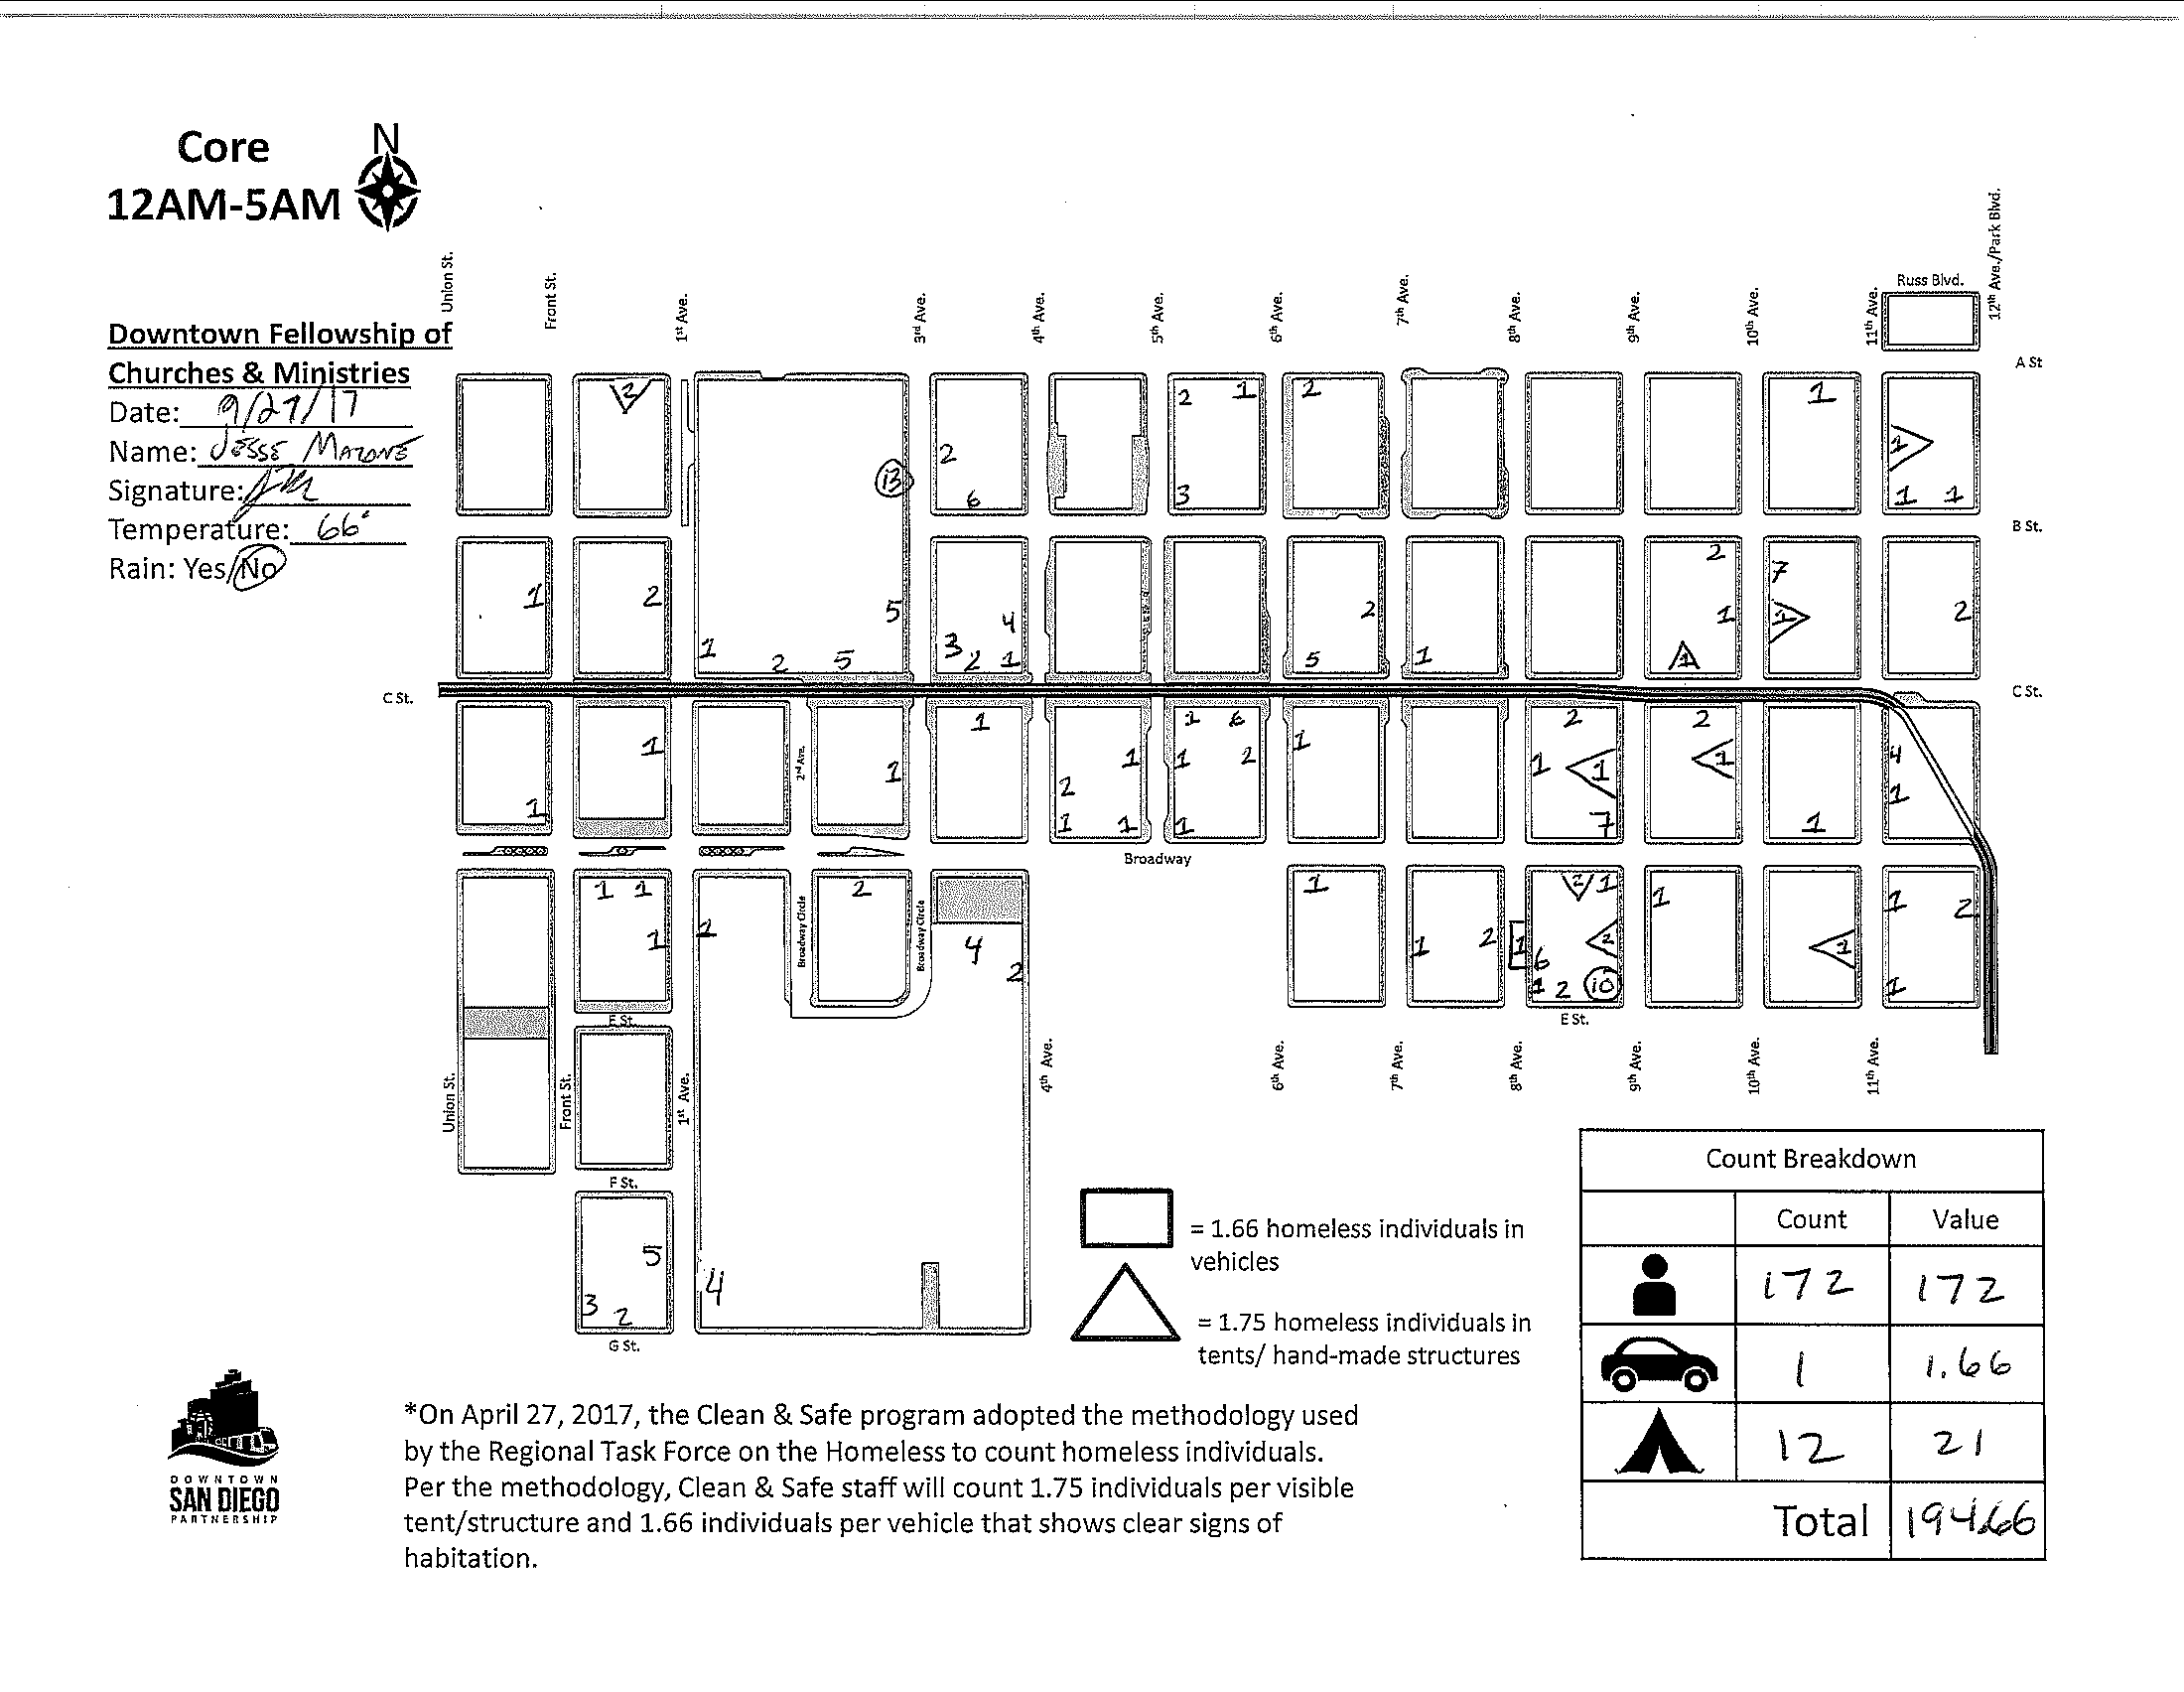 Core
N
12AM-5AM
Downtown Fellowship of
Churches & Ministries
Date: 9/27/17
Name: JESSE
Signature:
Temperature: 66°
Rain: Yes/No
Union St.
Front St.
1st Ave.
3rd Ave.
4th Ave.
5th Ave.
6th Ave.
7th Ave.
8th Ave.
9th Ave.
10th Ave.
11th Ave.
Russ Blvd.
12th Ave./Park Blvd.
A St
2
2 1
2
1
2
13
6
3
1
1 1
B St.
1
2
1
2
5
5
3
2
4
1
5
2
1
2
1
1
7
1
2
C St.
C St.
1
1
2nd Ave.
1
1
1
2
1
1
1 6
1 2
1
1
2
1 1
7
2
1
1
4
1
Broadway
1 1
1
1
Broadway Circle
2
Broadway Circle
4
2
1
1 2
1
2 1
2
6
1 2 10
1
1
1 2
1
E St.
E St.
Union St.
Front St.
1st Ave.
4th Ave.
6th Ave.
7th Ave.
8th Ave.
9th Ave.
10th Ave.
11th Ave.
F St.
5
3 2
4
G St.
= 1.66 homeless individuals in
vehicles
= 1.75 homeless individuals in
tents/ hand-made structures
Count Breakdown
Count Value
172 172
1 1.66
12 21
Total 194.66
DOWNTOWN
SAN DIEGO
PARTNERSHIP
*On April 27, 2017, the Clean & Safe program adopted the methodology used
by the Regional Task Force on the Homeless to count homeless individuals.
Per the methodology, Clean & Safe staff will count 1.75 individuals per visible
tent/structure and 1.66 individuals per vehicle that shows clear signs of
habitation.